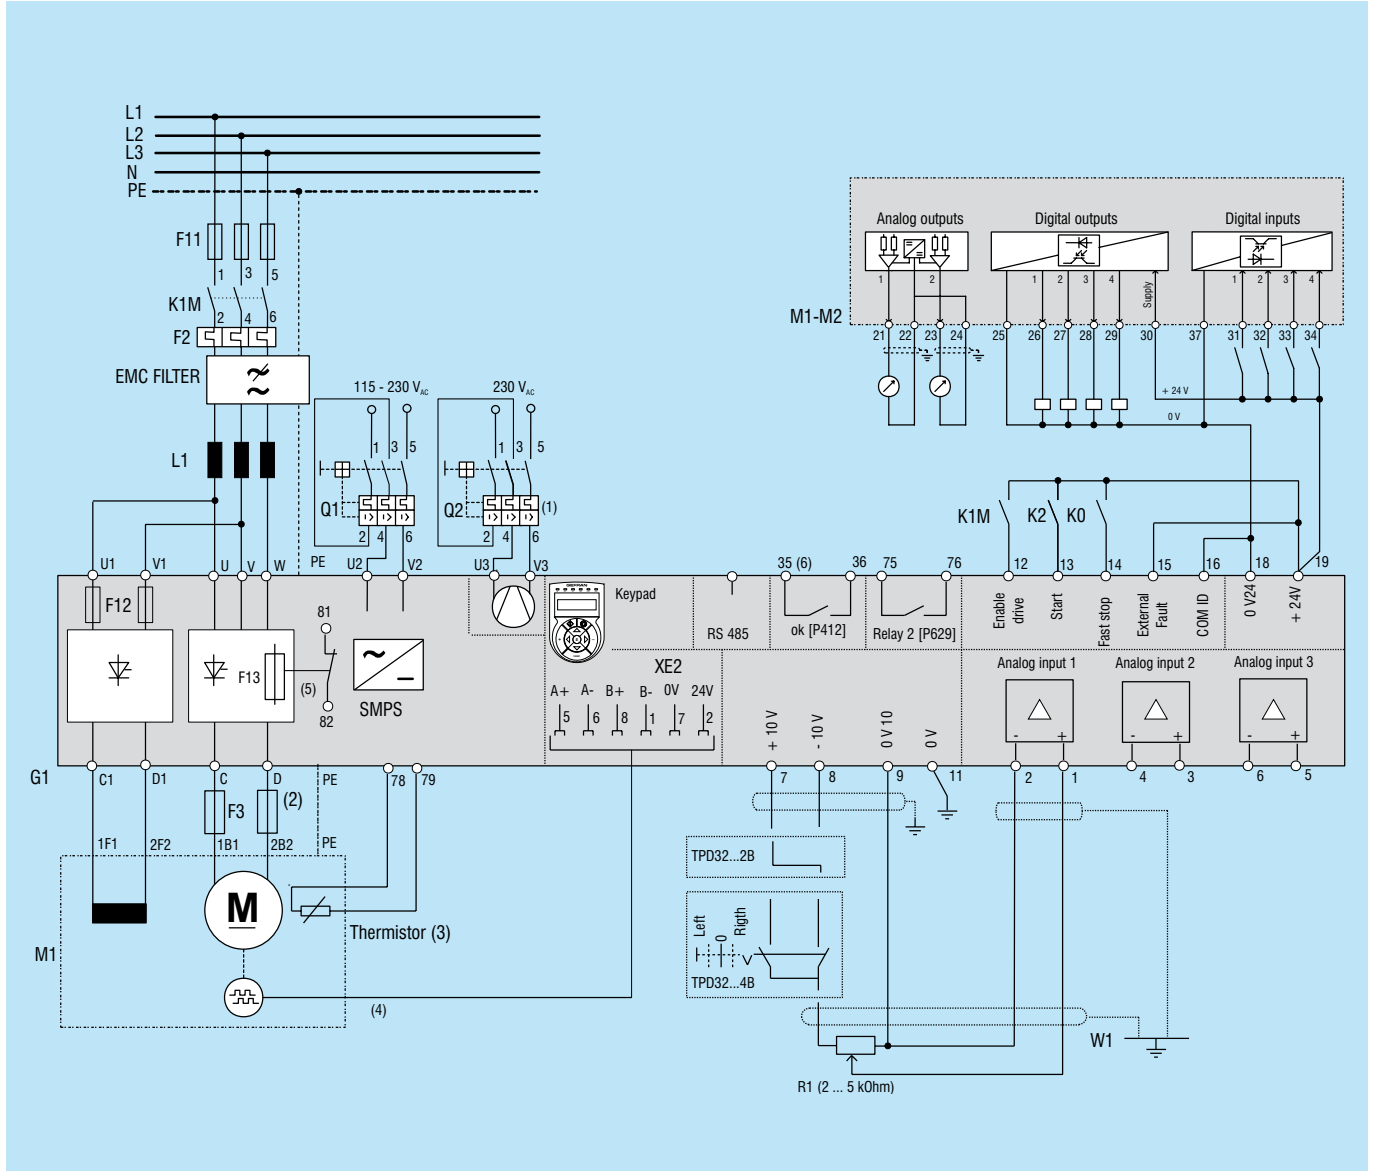 L1
L2
L3
N
PE
F11
1 3 5
K1M
2 4 6
F2
EMC FILTER
L1
115 - 230 VAC
1 3 5
Q1
2 4 6
230 VAC
1 3 5
Q2
(1)
2 4 6
Analog outputs
Digital outputs
Digital inputs
1 2
1 2 3 4
Supply
1 2 3 4
M1-M2
21 22 23 24 25 26 27 28 29 30 37 31 32 33 34
+ 24 V
0 V
K1M K2 K0
U1 V1 U V W PE U2 V2 U3 V3
35 (6) 36 75 76 12 13 14 15 16 18 19
F12
F13
(5)
81
82
SMPS
GEFRAN
Keypad
RS 485
ok [P412]
Relay 2 [P629]
Enable drive
Start
Fast stop
External Fault
COM ID
0 V24
+ 24V
XE2
A+ A- B+ B- 0V 24V
5 6 8 1 7 2
+ 10 V
- 10 V
0 V 10
0 V
Analog input 1
Analog input 2
Analog input 3
- +
- +
- +
G1
C1 D1 C D PE 78 79
7 8 9 11 2 1 4 3 6 5
F3
(2)
1F1 2F2 1B1 2B2 PE
M
Thermistor (3)
M1
(4)
TPD32...2B
Left
0
Rigth
TPD32...4B
W1
R1 (2 ... 5 kOhm)